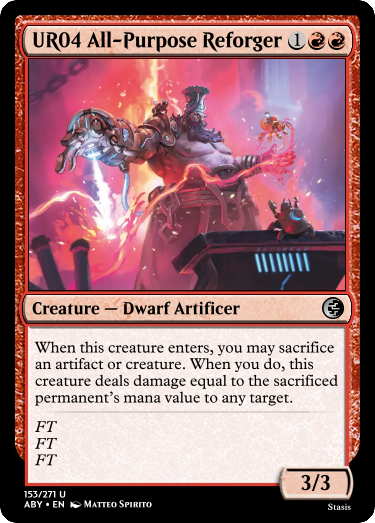 UR04 All-Purpose Reforger 1
Creature — Dwarf Artificer
When this creature enters, you may sacrifice
an artifact or creature. When you do, this
creature deals damage equal to the sacrificed
permanent's mana value to any target.
FT
FT
FT
3/3
153/271 U
ABY • EN Matteo Spirito
Stasis